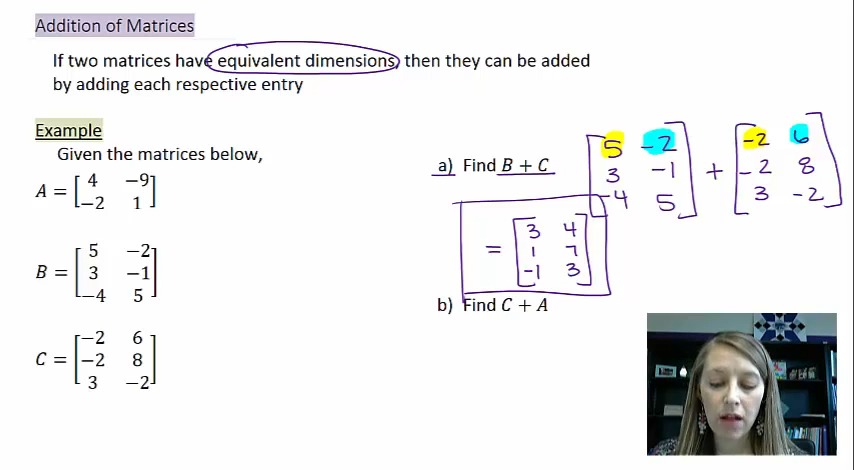 Addition of Matrices
If two matrices have equivalent dimensions, then they can be added
by adding each respective entry
Example
Given the matrices below,
A = [4 −9]
[−2 1]
B = [5 −2]
[3 −1]
[−4 5]
C = [−2 6]
[−2 8]
[3 −2]
a) Find B + C [5 -2] + [-2 6]
[3 -1] [-2 8]
[-4 5] [3 -2]
= [3 4]
[1 7]
[-1 3]
b) Find C + A